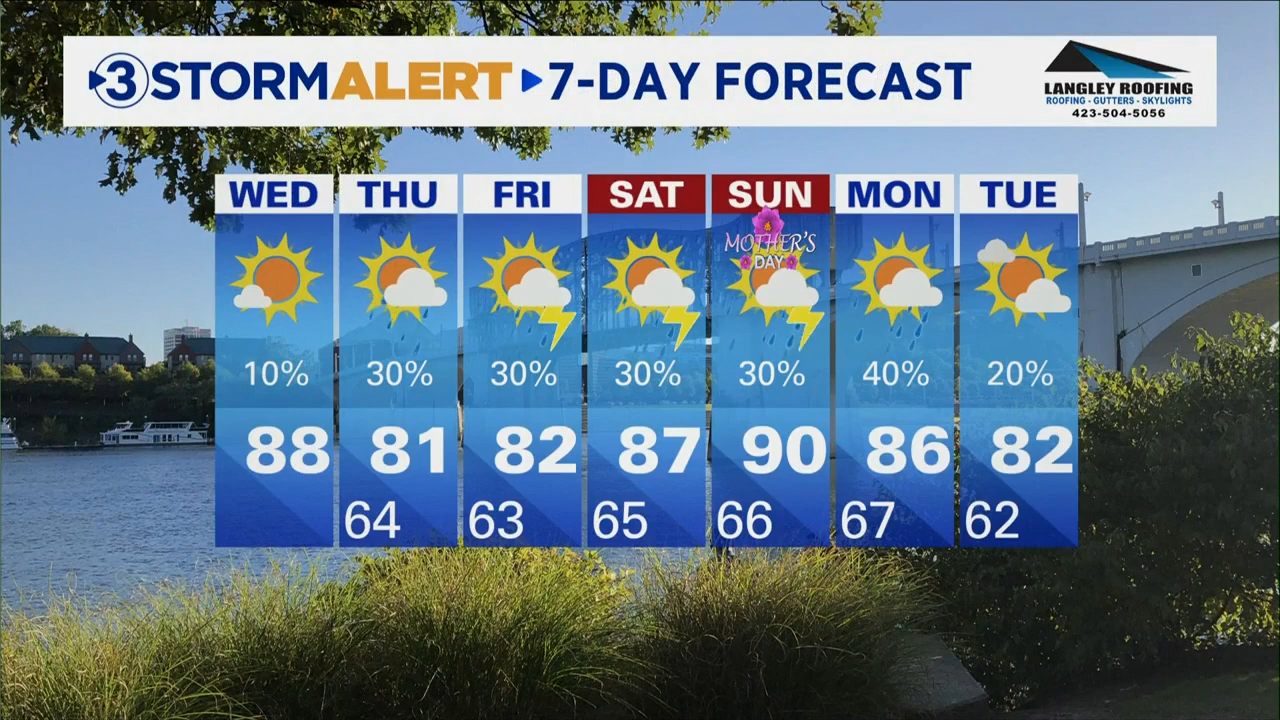 3 STORM ALERT 7-DAY FORECAST
LANGLEY ROOFING
ROOFING - GUTTERS - SKYLIGHTS
423-504-5056
WED THU FRI SAT SUN MON TUE
MOTHER'S
DAY
10% 30% 30% 30% 30% 40% 20%
88 81 82 87 90 86 82
64 63 65 66 67 62